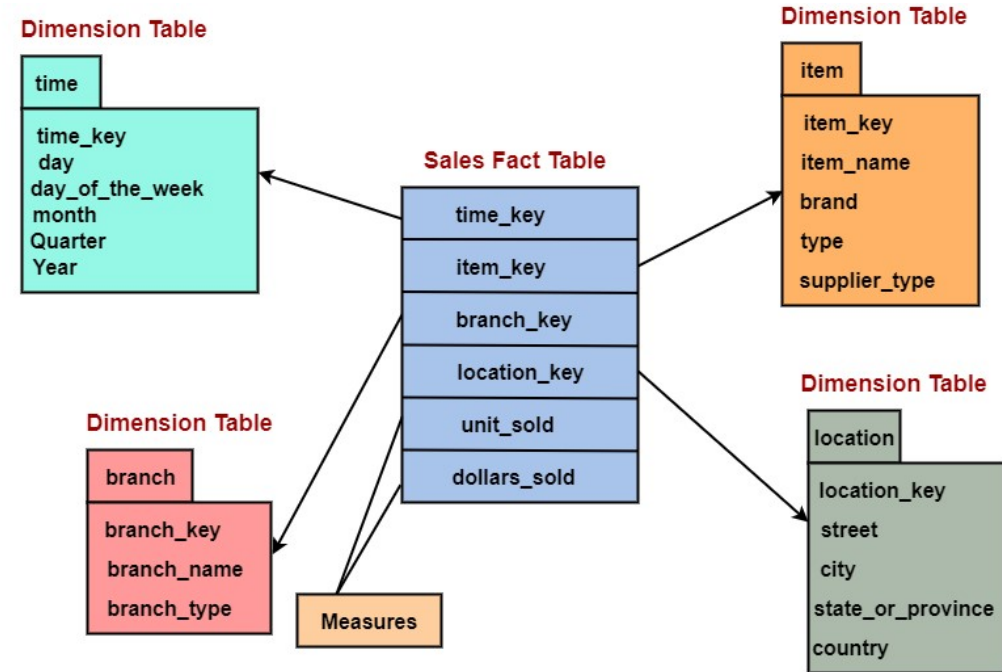 Dimension Table
time
time_key
day
day_of_the_week
month
Quarter
Year
Sales Fact Table
time_key
item_key
branch_key
location_key
unit_sold
dollars_sold
Dimension Table
item
item_key
item_name
brand
type
supplier_type
Dimension Table
branch
branch_key
branch_name
branch_type
Measures
Dimension Table
location
location_key
street
city
state_or_province
country